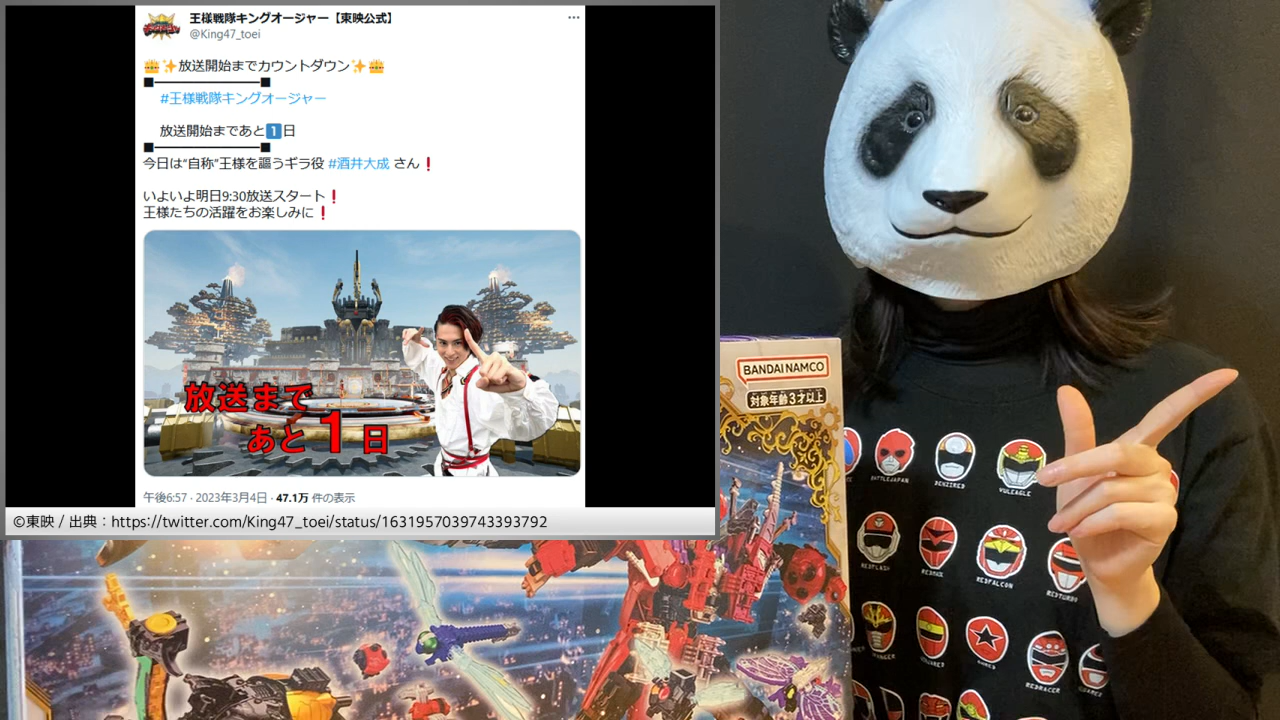 王様戦隊キングオージャー【東映公式】
@King47_toei
放送開始までカウントダウン
#王様戦隊キングオージャー
放送開始まであと1日
今日は"自称"王様を謳うギラ役 #酒井大成 さん❗
いよいよ明日9:30放送スタート❗
王様たちの活躍をお楽しみに❗
放送まで
あと1日
午後6:57 · 2023年3月4日 · 47.1万 件の表示
©東映 / 出典：https://twitter.com/King47_toei/status/1631957039743393792
BANDAI NAMCO
対象年齢3才以上
BATTLEJAPAN
DENZIRED
VULEAGLE
REDFLASH
REDMASK
REDFALCON
REDTURBO
REDRACER